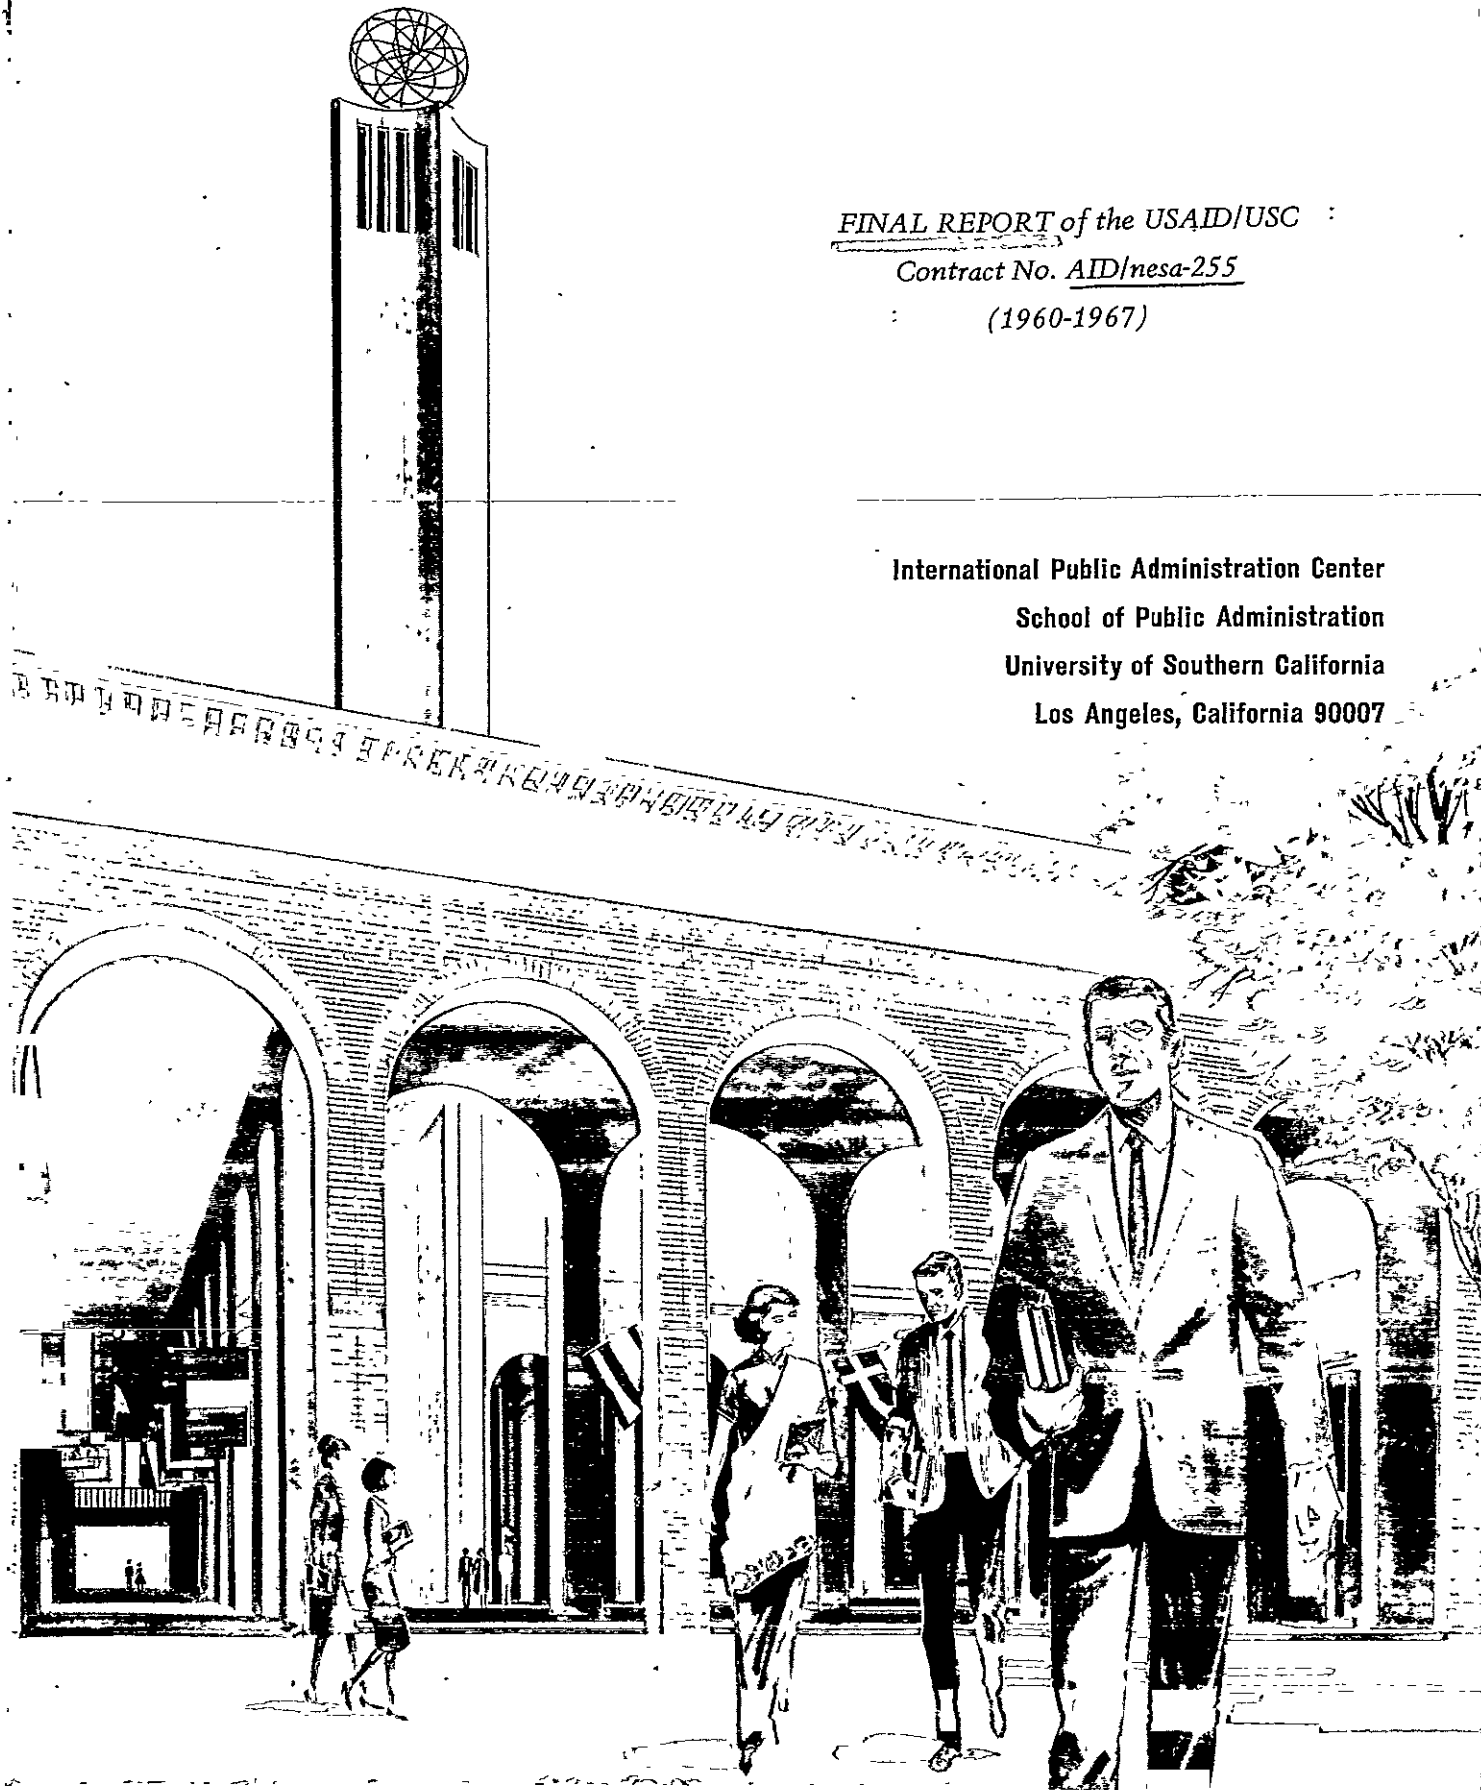 FINAL REPORT of the USAID/USC
Contract No. AID/nesa-255
(1960-1967)
International Public Administration Center
School of Public Administration
University of Southern California
Los Angeles, California 90007